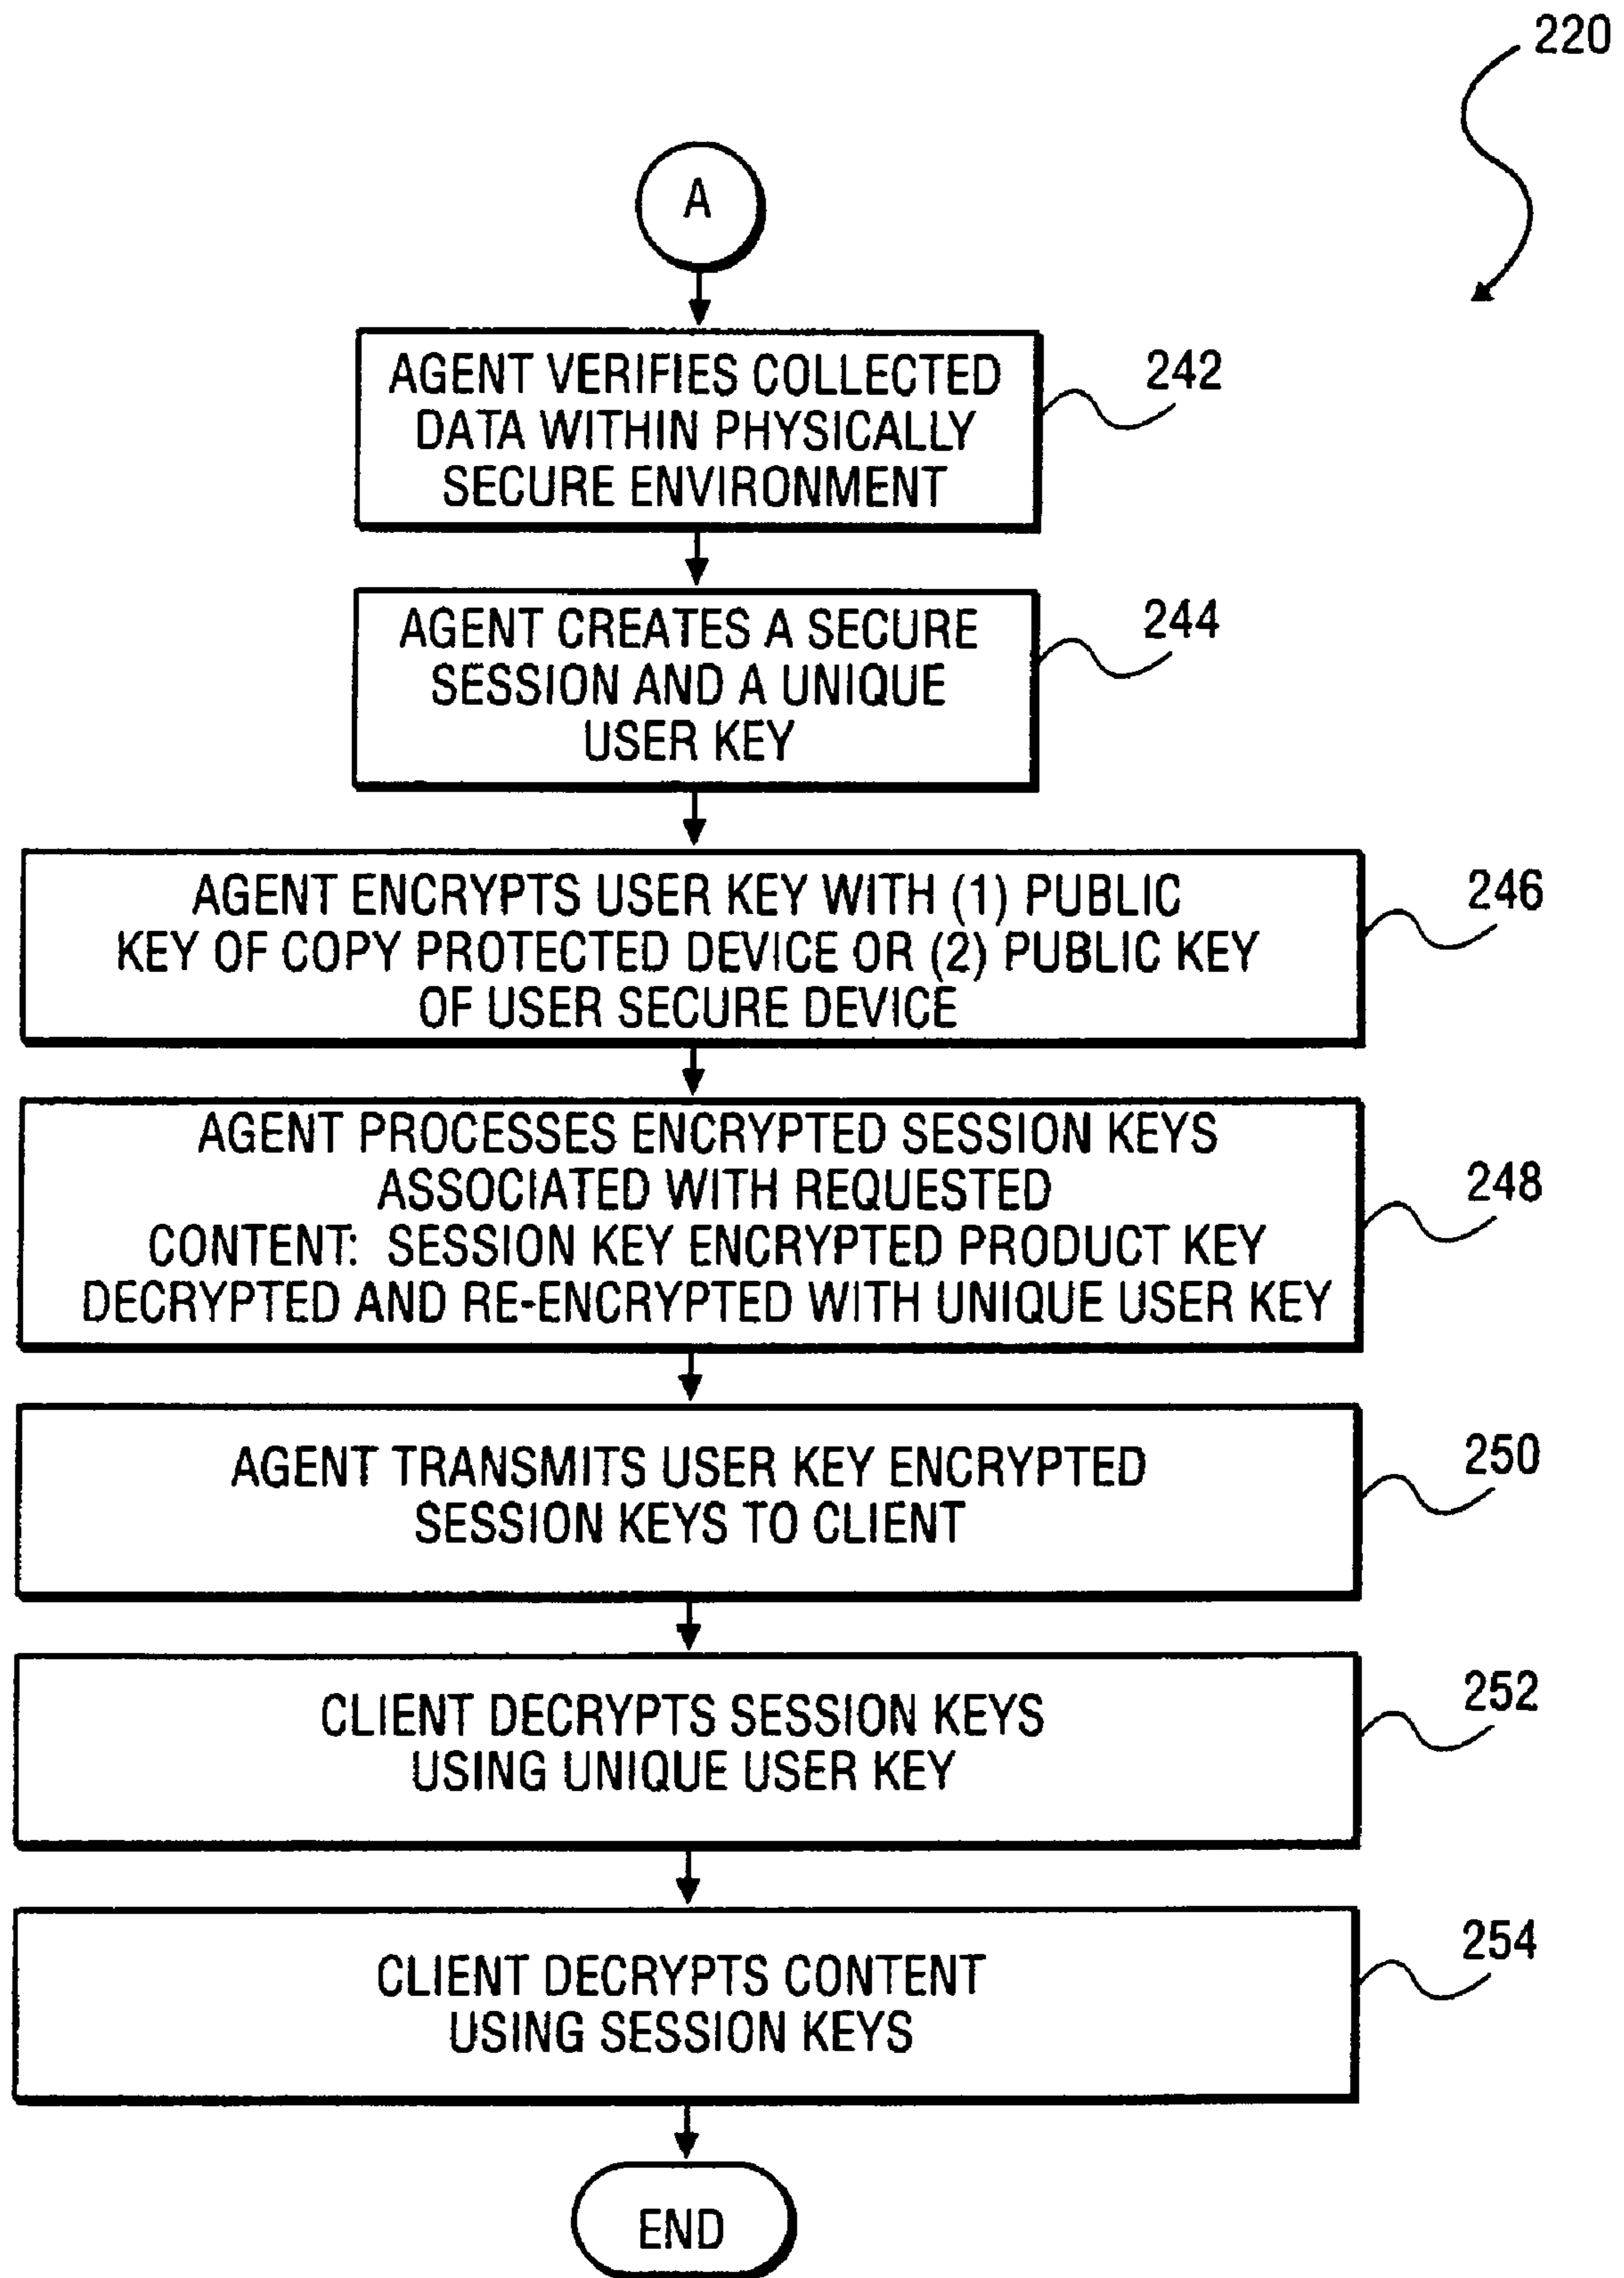 220
A
AGENT VERIFIES COLLECTED
DATA WITHIN PHYSICALLY
SECURE ENVIRONMENT
242
AGENT CREATES A SECURE
SESSION AND A UNIQUE
USER KEY
244
AGENT ENCRYPTS USER KEY WITH (1) PUBLIC
KEY OF COPY PROTECTED DEVICE OR (2) PUBLIC KEY
OF USER SECURE DEVICE
246
AGENT PROCESSES ENCRYPTED SESSION KEYS
ASSOCIATED WITH REQUESTED
CONTENT: SESSION KEY ENCRYPTED PRODUCT KEY
DECRYPTED AND RE-ENCRYPTED WITH UNIQUE USER KEY
248
AGENT TRANSMITS USER KEY ENCRYPTED
SESSION KEYS TO CLIENT
250
CLIENT DECRYPTS SESSION KEYS
USING UNIQUE USER KEY
252
CLIENT DECRYPTS CONTENT
USING SESSION KEYS
254
END